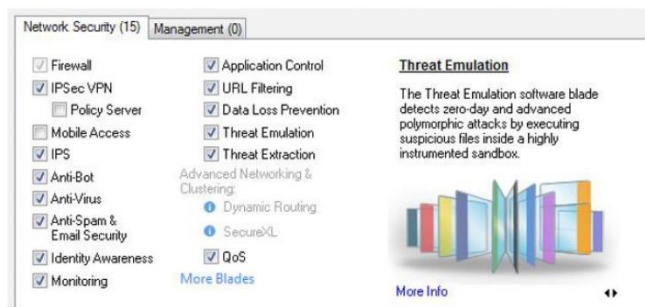 Network Security (15)
Management (0)
Firewall
IPSec VPN
Policy Server
Mobile Access
IPS
Anti-Bot
Anti-Virus
Anti-Spam &
Email Security
Identity Awareness
Monitoring
Application Control
URL Filtering
Data Loss Prevention
Threat Emulation
Threat Extraction
Advanced Networking &
Clustering:
Dynamic Routing
SecureXL
QoS
More Blades
Threat Emulation
The Threat Emulation software blade
detects zero-day and advanced
polymorphic attacks by executing
suspicious files inside a highly
instrumented sandbox.
More Info